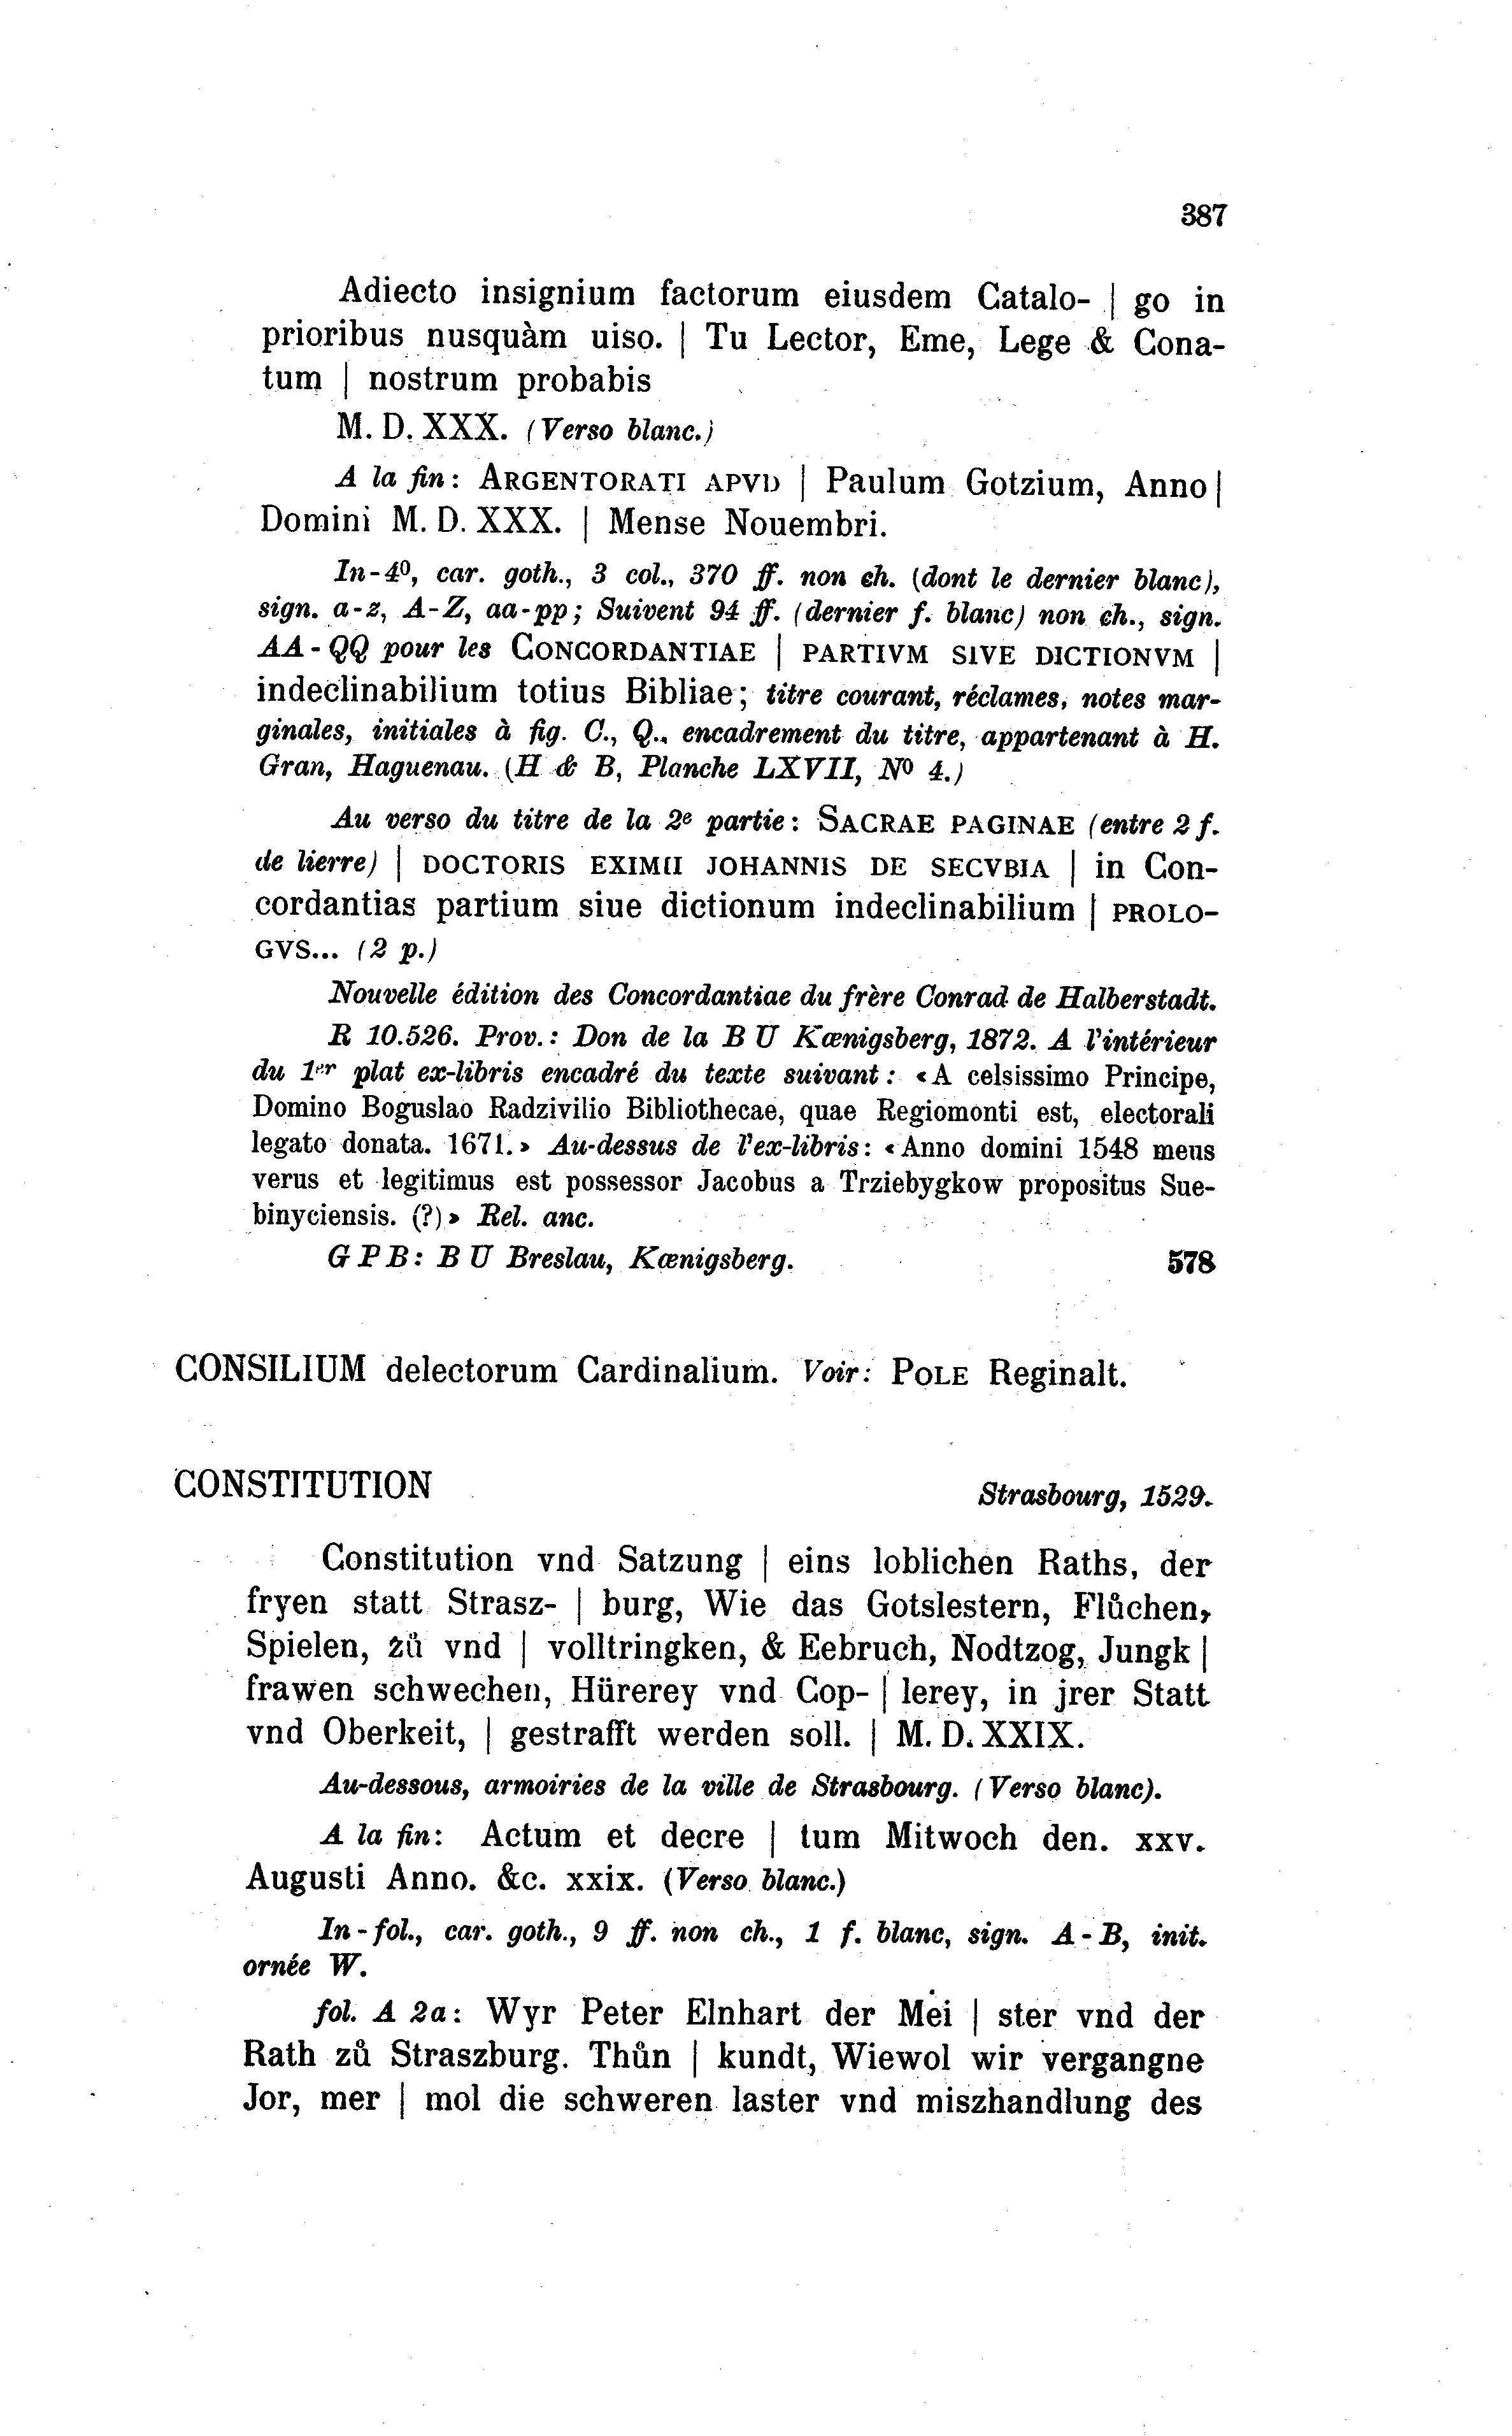 387
Adiecto insignium factorum eiusdem Catalo- | go in
prioribus nusquàm uiso. | Tu Lector, Eme, Lege & Cona-
tum | nostrum probabis
M. D. XXX. (Verso blanc.)
A la fin: ARGENTORATI APVD | Paulum Gotzium, Anno |
Domini M. D. XXX. | Mense Nouembri.
In-4º, car. goth., 3 col., 370 ff. non ch. (dont le dernier blanc),
sign. a-z, A-Z, aa-pp; Suivent 94 ff. (dernier f. blanc) non ch., sign.
AA-QQ pour les CONCORDANTIAE | PARTIVM SIVE DICTIONVM |
indeclinabilium totius Bibliae; titre courant, réclames, notes mar-
ginales, initiales à fig. C., Q., encadrement du titre, appartenant à H.
Gran, Haguenau. (H & B, Planche LXVII, Nº 4.)
Au verso du titre de la 2e partie: SACRAE PAGINAE (entre 2 f.
de lierre) | DOCTORIS EXIMII JOHANNIS DE SECVBIA | in Con-
cordantias partium siue dictionum indeclinabilium | PROLO-
GVS... (2 p.)
Nouvelle édition des Concordantiae du frère Conrad de Halberstadt.
R 10.526. Prov.: Don de la B U Kœnigsberg, 1872. A l'intérieur
du 1er plat ex-libris encadré du texte suivant: «A celsissimo Principe,
Domino Boguslao Radzivilio Bibliothecae, quae Regiomonti est, electorali
legato donata. 1671.» Au-dessus de l'ex-libris: «Anno domini 1548 meus
verus et legitimus est possessor Jacobus a Trziebygkow propositus Sue-
binyciensis. (?)» Rel. anc.
G P B: B U Breslau, Kœnigsberg. 578
CONSILIUM delectorum Cardinalium. Voir: POLE Reginalt.
CONSTITUTION Strasbourg, 1529.
Constitution vnd Satzung | eins loblichen Raths, der
fryen statt Strasz- | burg, Wie das Gotslestern, Flůchen,
Spielen, zů vnd | volltringken, & Eebruch, Nodtzog, Jungk |
frawen schwechen, Hürerey vnd Cop- | lerey, in jrer Statt
vnd Oberkeit, | gestrafft werden soll. | M. D. XXIX.
Au-dessous, armoiries de la ville de Strasbourg. (Verso blanc).
A la fin: Actum et decre | tum Mitwoch den. xxv.
Augusti Anno. &c. xxix. (Verso blanc.)
In-fol., car. goth., 9 ff. non ch., 1 f. blanc, sign. A-B, init.
ornée W.
fol. A 2a: Wyr Peter Elnhart der Mei | ster vnd der
Rath zů Straszburg. Thůn | kundt, Wiewol wir vergangne
Jor, mer | mol die schweren laster vnd miszhandlung des